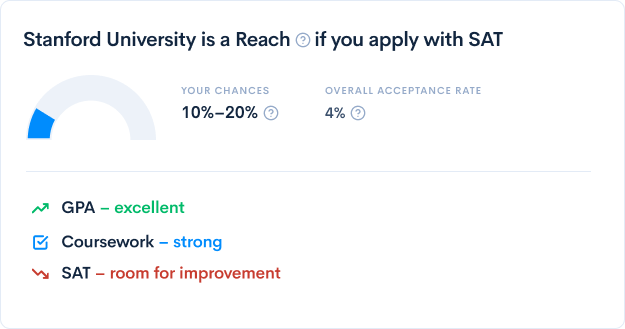 Stanford University is a Reach ? if you apply with SAT
YOUR CHANCES
10%–20% ?
OVERALL ACCEPTANCE RATE
4% ?
GPA – excellent
Coursework – strong
SAT – room for improvement